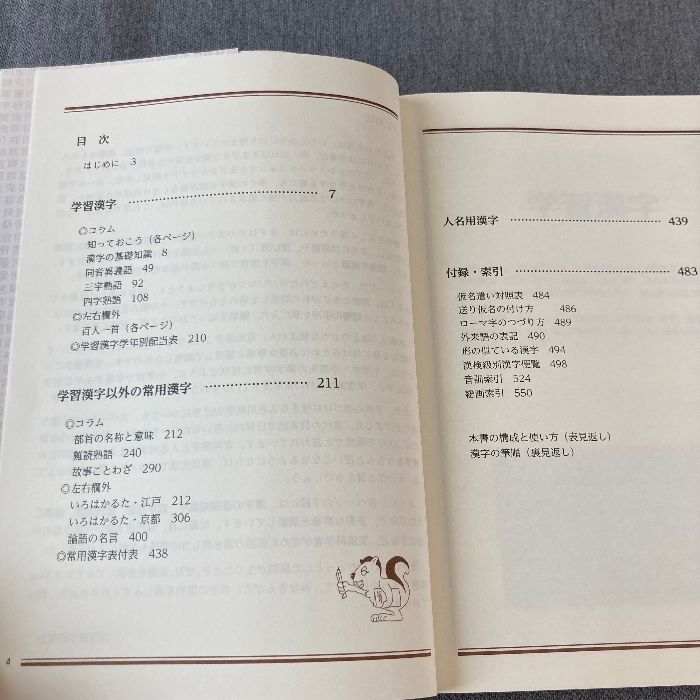 目 次
はじめに 3
学習漢字 …………………… 7
◎コラム
知っておこう（各ページ）
漢字の基礎知識 8
同音異義語 49
三字熟語 92
四字熟語 108
◎左右欄外
百人一首（各ページ）
◎学習漢字学年別配当表 210
学習漢字以外の常用漢字 …………… 211
◎コラム
部首の名称と意味 212
難読熟語 240
故事ことわざ 290
◎左右欄外
いろはかるた・江戸 212
いろはかるた・京都 306
論語の名言 400
◎常用漢字表付表 438
4
人名用漢字 …………………… 439
付録・索引 …………………… 483
仮名遣い対照表 484
送り仮名の付け方 486
ローマ字のつづり方 489
外来語の表記 490
形の似ている漢字 494
漢検級別漢字便覧 498
音訓索引 524
総画索引 550
本書の構成と使い方（表見返し）
漢字の筆順（裏見返し）